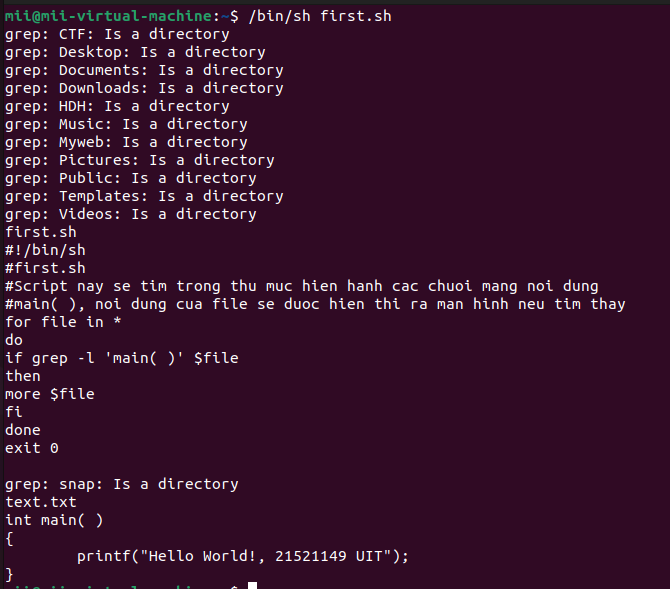 mii@mii-virtual-machine:~$ /bin/sh first.sh
grep: CTF: Is a directory
grep: Desktop: Is a directory
grep: Documents: Is a directory
grep: Downloads: Is a directory
grep: HDH: Is a directory
grep: Music: Is a directory
grep: Myweb: Is a directory
grep: Pictures: Is a directory
grep: Public: Is a directory
grep: Templates: Is a directory
grep: Videos: Is a directory
first.sh
#!/bin/sh
#first.sh
#Script nay se tim trong thu muc hien hanh cac chuoi mang noi dung
#main( ), noi dung cua file se duoc hien thi ra man hinh neu tim thay
for file in *
do
if grep -l 'main( )' $file
then
more $file
fi
done
exit 0
grep: snap: Is a directory
text.txt
int main( )
{
        printf("Hello World!, 21521149 UIT");
}
mii@mii-virtual-machine:~$